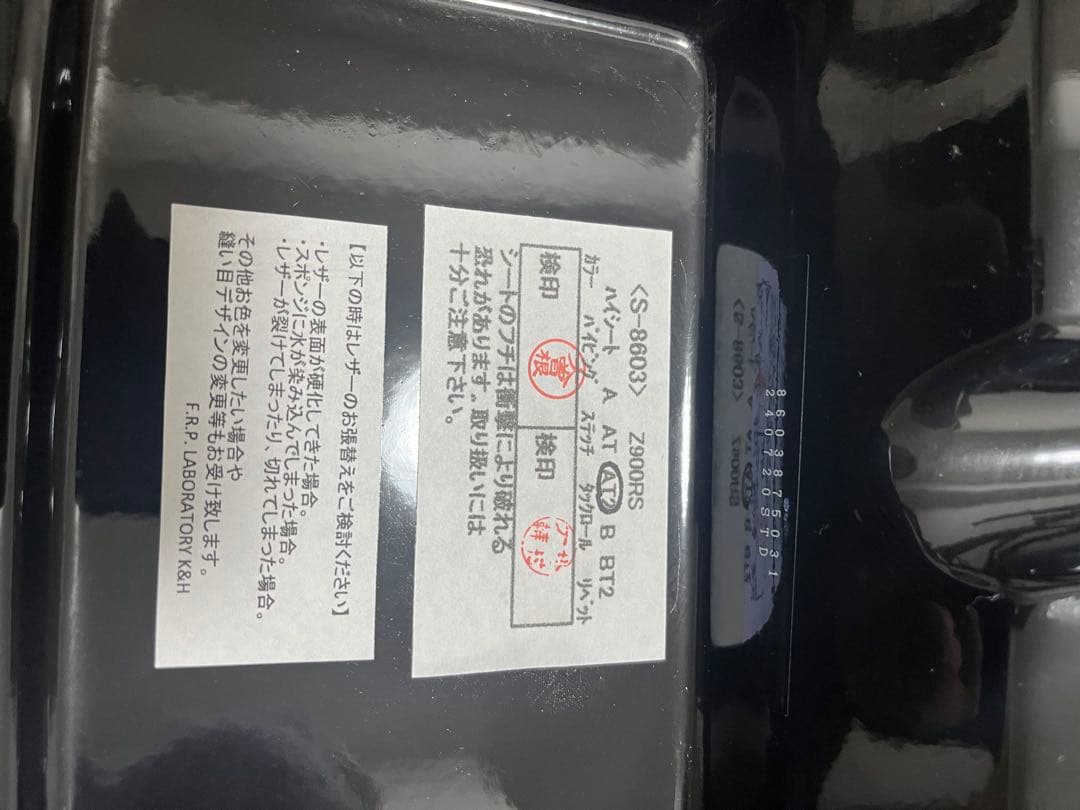 8603875031
240720STD
<S-8603> Z900RS
ハイシート A AT AT2 B BT2
カラー パイピング ステッチ タックロール リベット
検印 検印
シートのフチは衝撃により破れる
恐れがあります、取り扱いには
十分ご注意下さい。
【以下の時はレザーのお張替えをご検討ください】
・レザーの表面が硬化してきた場合。
・スポンジに水が染み込んでしまった場合。
・レザーが裂けてしまったり、切れてしまった場合。
その他お色を変更したい場合や
縫い目デザインの変更等もお受け致します。
F.R.P. LABORATORY K&H